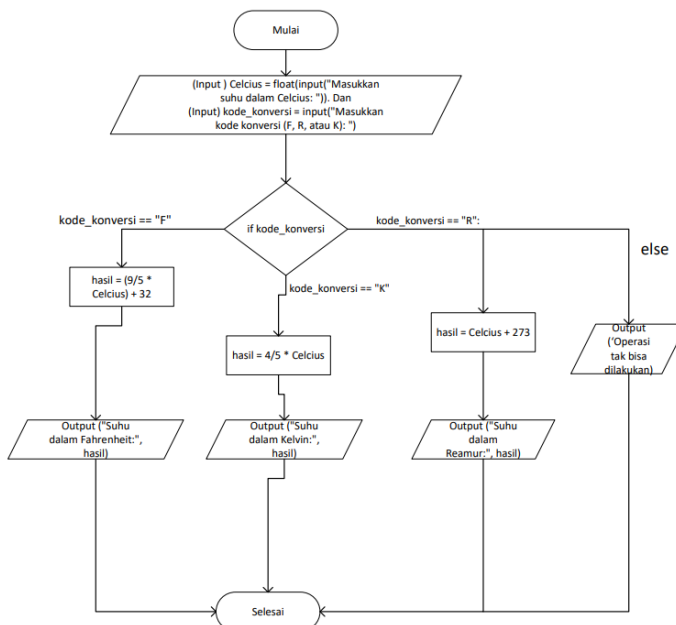 Mulai
(Input ) Celcius = float(input("Masukkan
suhu dalam Celcius: ")). Dan
(Input) kode_konversi = input("Masukkan
kode konversi (F, R, atau K): ")
kode_konversi == "F"
if kode_konversi
kode_konversi == "R":
else
kode_konversi == "K"
hasil = (9/5 *
Celcius) + 32
hasil = 4/5 * Celcius
hasil = Celcius + 273
Output
('Operasi
tak bisa
dilakukan)
Output ("Suhu
dalam Fahrenheit:",
hasil)
Output ("Suhu
dalam Kelvin:",
hasil)
Output ("Suhu
dalam
Reamur:", hasil)
Selesai